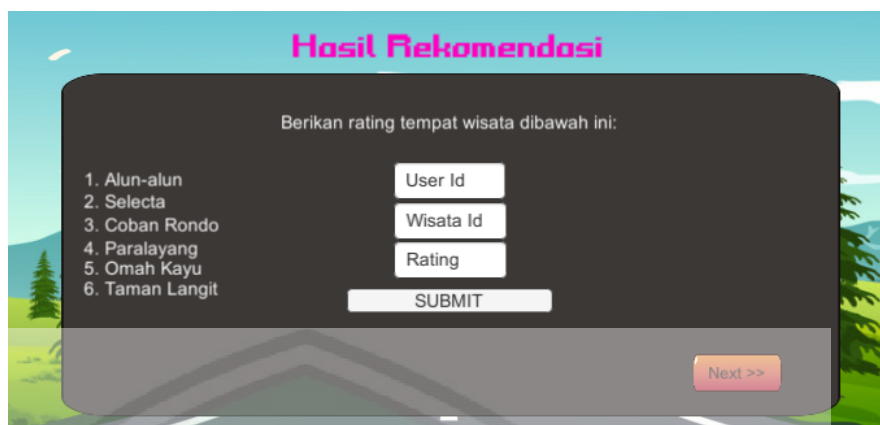 Hasil Rekomendasi
Berikan rating tempat wisata dibawah ini:
1. Alun-alun
2. Selecta
3. Coban Rondo
4. Paralayang
5. Omah Kayu
6. Taman Langit
User Id
Wisata Id
Rating
SUBMIT
Next >>